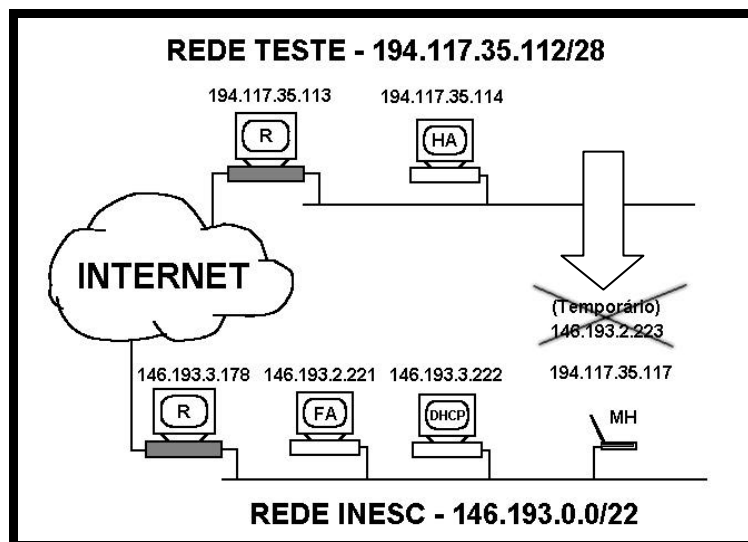 REDE TESTE - 194.117.35.112/28
194.117.35.113
194.117.35.114
R
HA
INTERNET
(Temporário)
146.193.2.223
146.193.3.178
146.193.2.221
146.193.3.222
194.117.35.117
R
FA
DHCP
MH
REDE INESC - 146.193.0.0/22